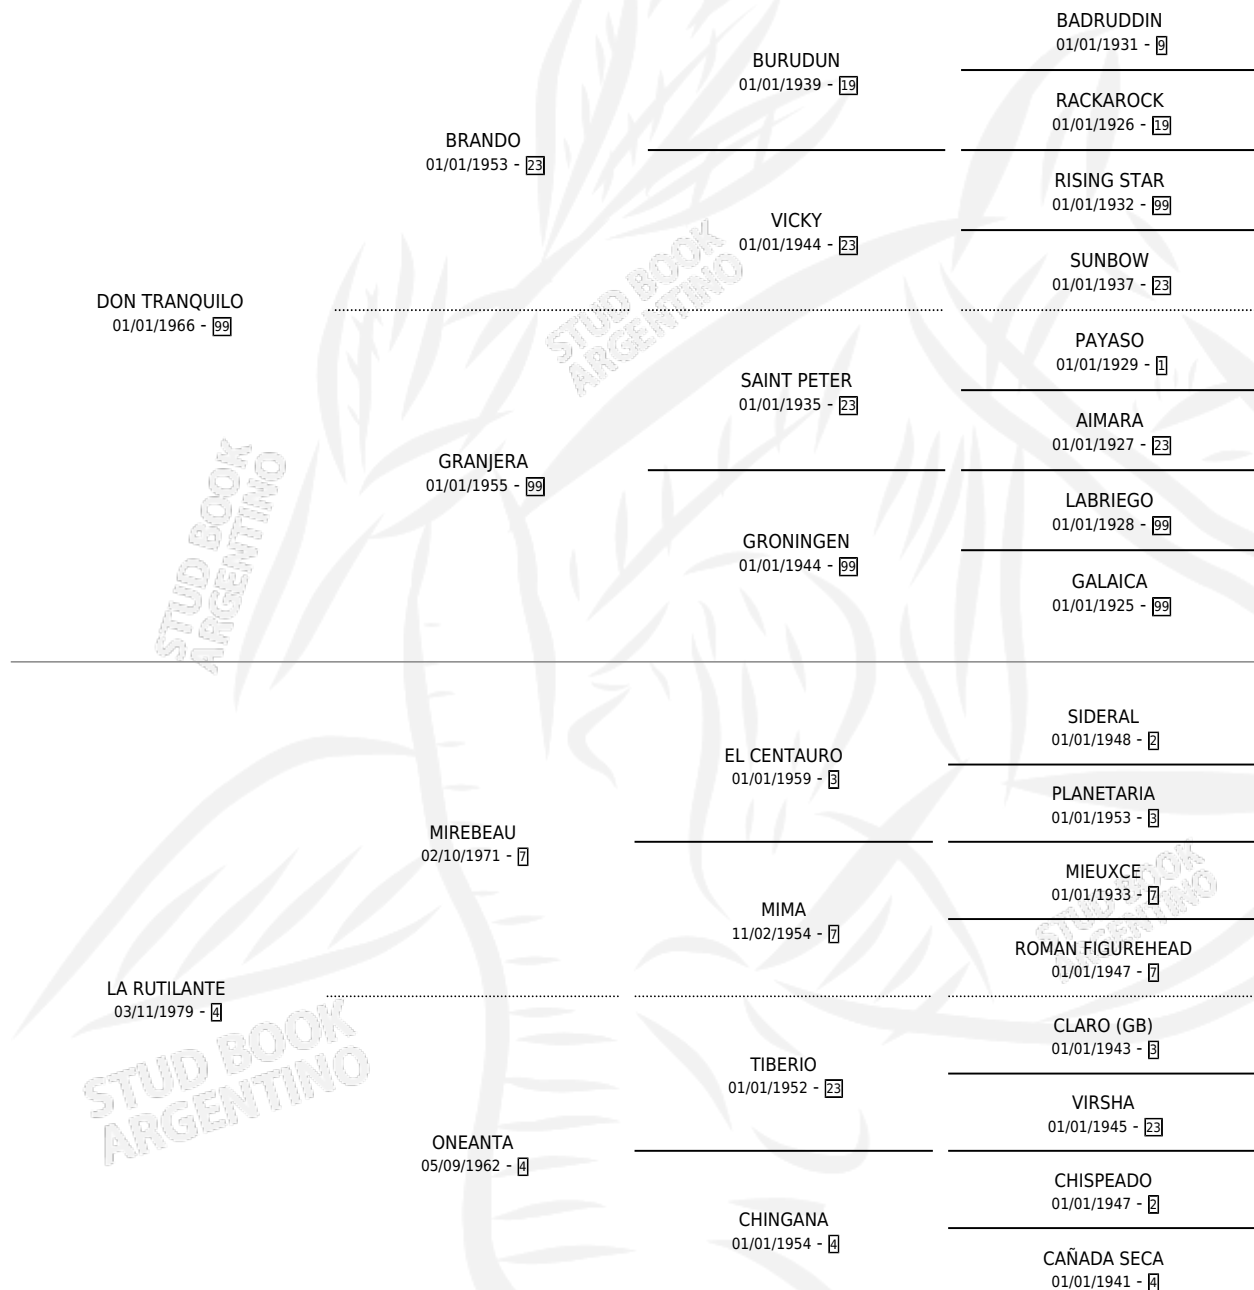 BADRUDDIN
01/01/1931 - 9
BURUDUN
01/01/1939 - 19
RACKAROCK
01/01/1926 - 19
BRANDO
01/01/1953 - 23
RISING STAR
01/01/1932 - 99
VICKY
01/01/1944 - 23
SUNBOW
01/01/1937 - 23
DON TRANQUILO
01/01/1966 - 99
PAYASO
01/01/1929 - 1
SAINT PETER
01/01/1935 - 23
AIMARA
01/01/1927 - 23
GRANJERA
01/01/1955 - 99
LABRIEGO
01/01/1928 - 99
GRONINGEN
01/01/1944 - 99
GALAICA
01/01/1925 - 99
SIDERAL
01/01/1948 - 2
EL CENTAURO
01/01/1959 - 3
PLANETARIA
01/01/1953 - 3
MIREBEAU
02/10/1971 - 7
MIEUXCE
01/01/1933 - 7
MIMA
11/02/1954 - 7
ROMAN FIGUREHEAD
01/01/1947 - 7
LA RUTILANTE
03/11/1979 - 4
CLARO (GB)
01/01/1943 - 3
TIBERIO
01/01/1952 - 23
VIRSHA
01/01/1945 - 23
ONEANTA
05/09/1962 - 4
CHISPEADO
01/01/1947 - 2
CHINGANA
01/01/1954 - 4
CAÑADA SECA
01/01/1941 - 4
STUD BOOK
ARGENTINO
STUD BOOK
ARGENTINO
STUD BOOK
ARGENTINO
STUD BOOK
ARGENTINO